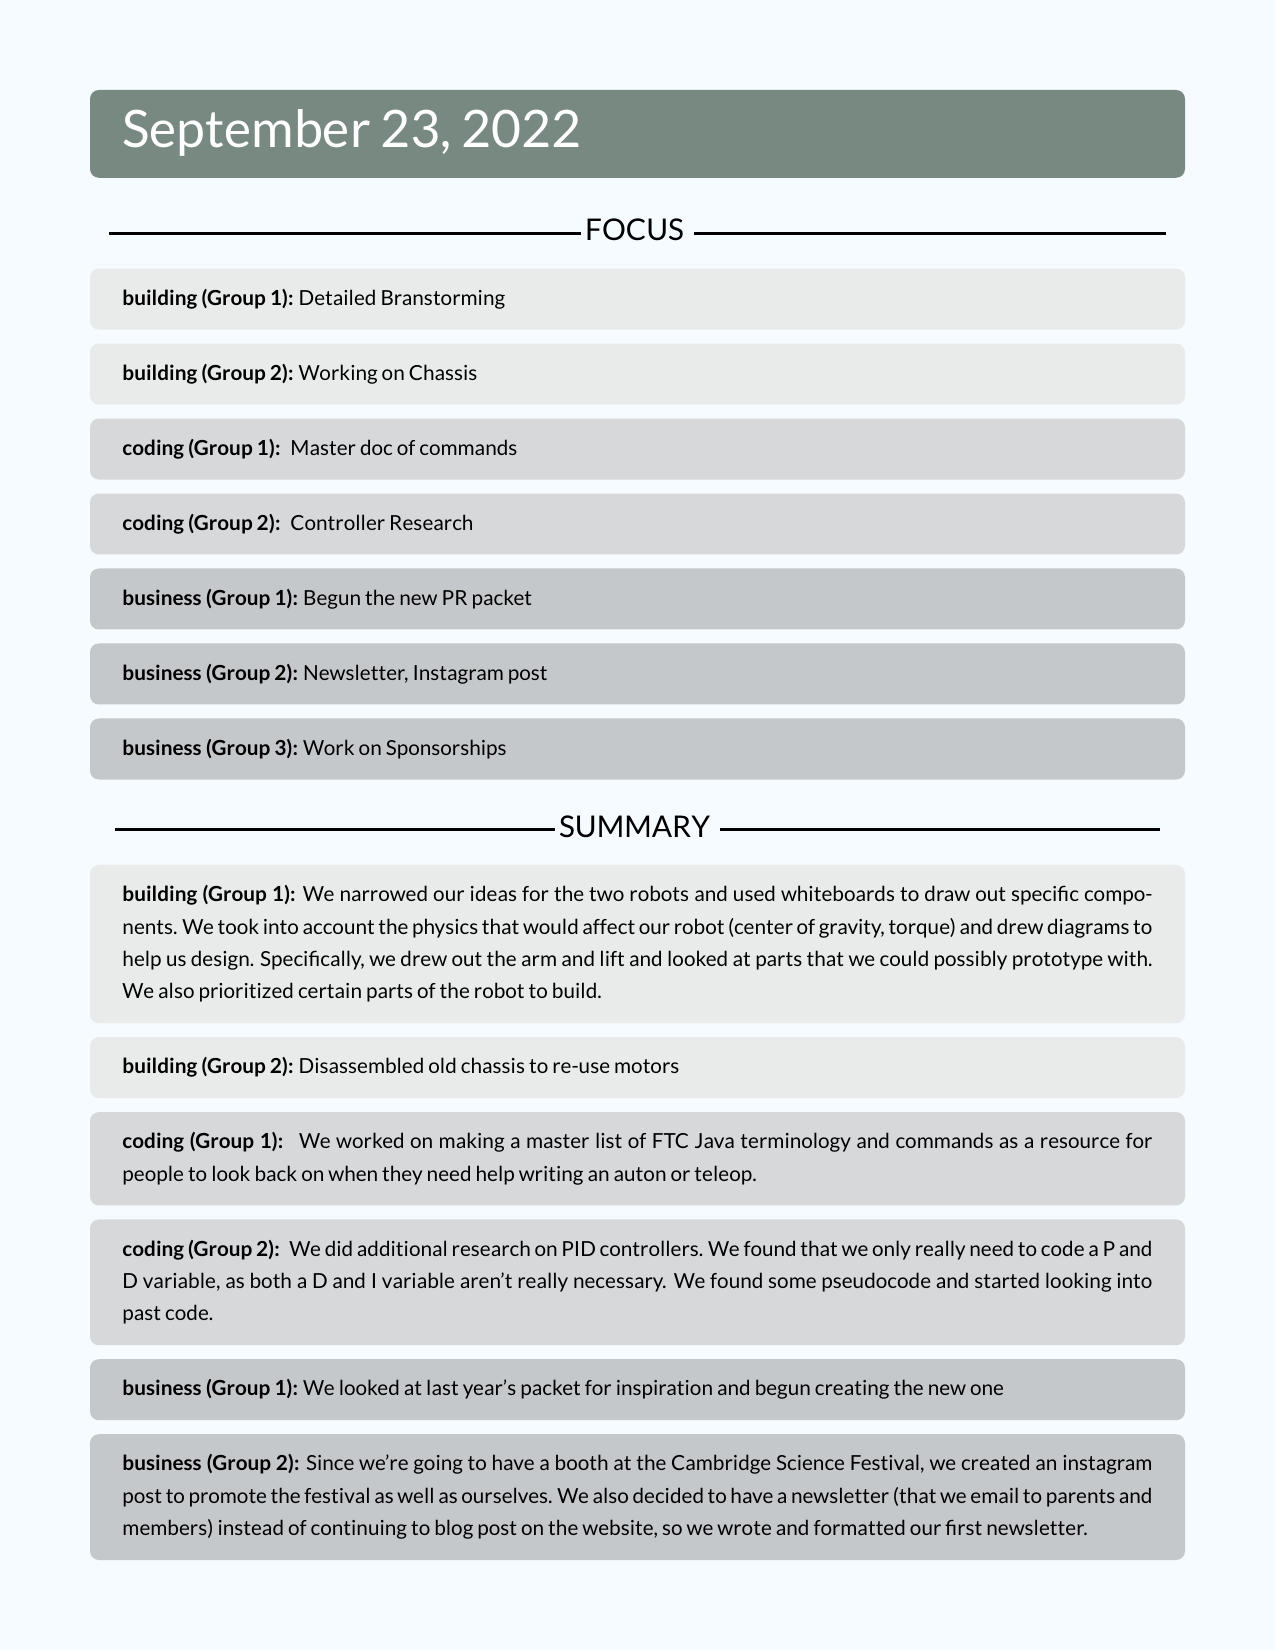 September 23, 2022
FOCUS
building (Group 1): Detailed Branstorming
building (Group 2): Working on Chassis
coding (Group 1): Master doc of commands
coding (Group 2): Controller Research
business (Group 1): Begun the new PR packet
business (Group 2): Newsletter, Instagram post
business (Group 3): Work on Sponsorships
SUMMARY
building (Group 1): We narrowed our ideas for the two robots and used whiteboards to draw out specific compo-
nents. We took into account the physics that would affect our robot (center of gravity, torque) and drew diagrams to
help us design. Specifically, we drew out the arm and lift and looked at parts that we could possibly prototype with.
We also prioritized certain parts of the robot to build.
building (Group 2): Disassembled old chassis to re-use motors
coding (Group 1): We worked on making a master list of FTC Java terminology and commands as a resource for
people to look back on when they need help writing an auton or teleop.
coding (Group 2): We did additional research on PID controllers. We found that we only really need to code a P and
D variable, as both a D and I variable aren’t really necessary. We found some pseudocode and started looking into
past code.
business (Group 1): We looked at last year’s packet for inspiration and begun creating the new one
business (Group 2): Since we’re going to have a booth at the Cambridge Science Festival, we created an instagram
post to promote the festival as well as ourselves. We also decided to have a newsletter (that we email to parents and
members) instead of continuing to blog post on the website, so we wrote and formatted our first newsletter.